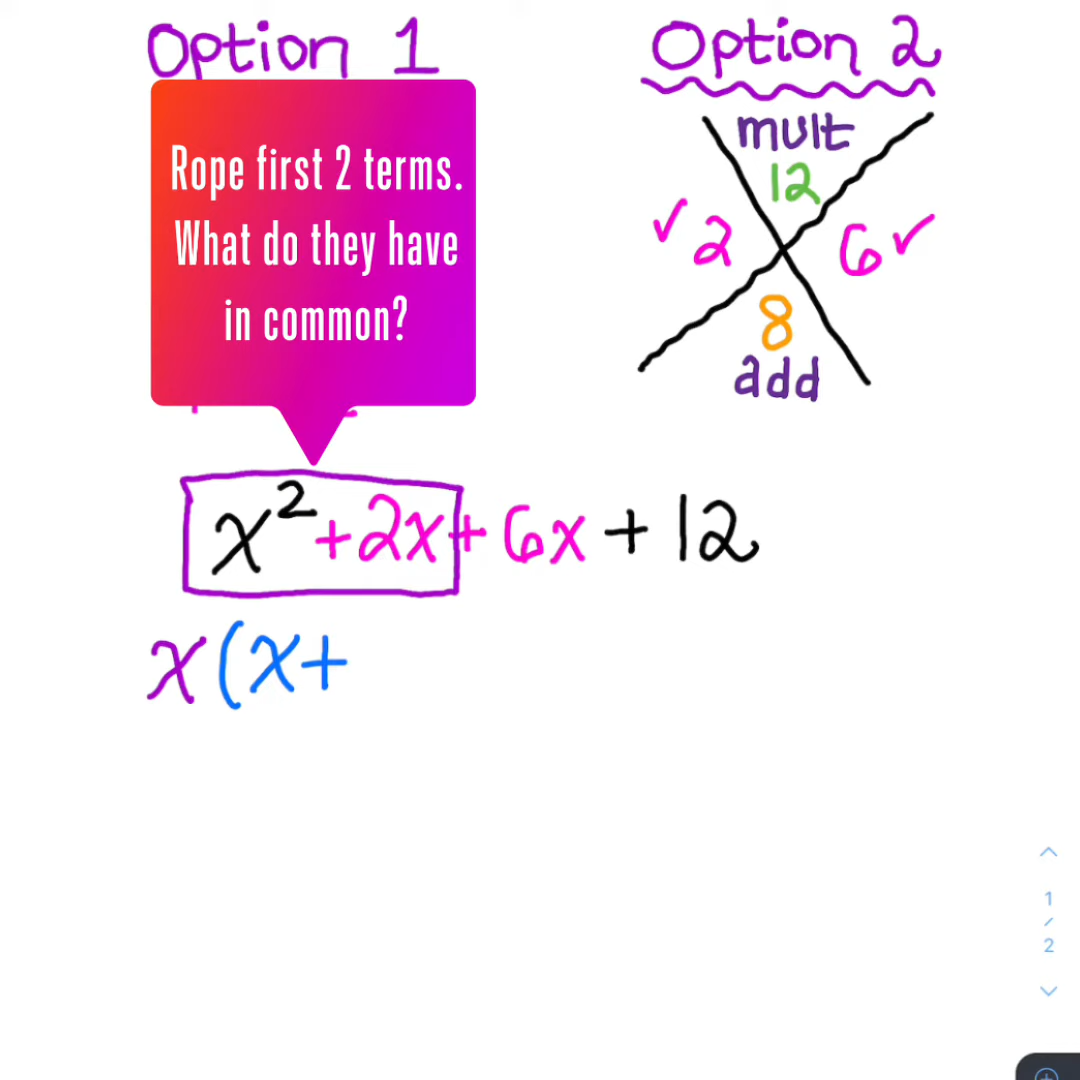 Option 1
Rope first 2 terms.
What do they have
in common?
Option 2
mult
12
✓ 2 6 ✓
8
add
x² +2x + 6x + 12
x (x+
1
/
2